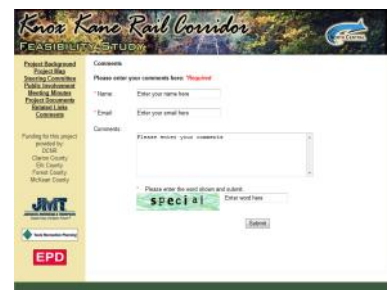 Knox Kane Rail Corridor
FEASIBILITY STUDY
Project Background
Project Map
Steering Committee
Public Involvement
Meeting Minutes
Project Documents
Related Links
Comments
Funding for this project
provided by:
DCNR
Clarion County
Elk County
Forest County
McKean County
JMT
EPD
Comments
Please enter your comments here: *Required
*Name:
Enter your name here
*Email:
Enter your email here
Comments:
Please enter your comments
* Please enter the word shown and submit.
special
Enter word here
Submit